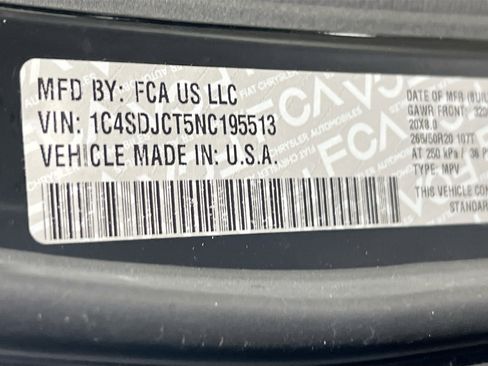 MFD BY: FCA US LLC
VIN: 1C4SDJCT5NC195513
VEHICLE MADE IN: U.S.A.
DATE OF MFR
GAWR FRONT:
20X8.0
265/50R20 107T
AT 250 kPa / 36 P
TYPE: MPV
THIS VEHICLE CON
STANDAR